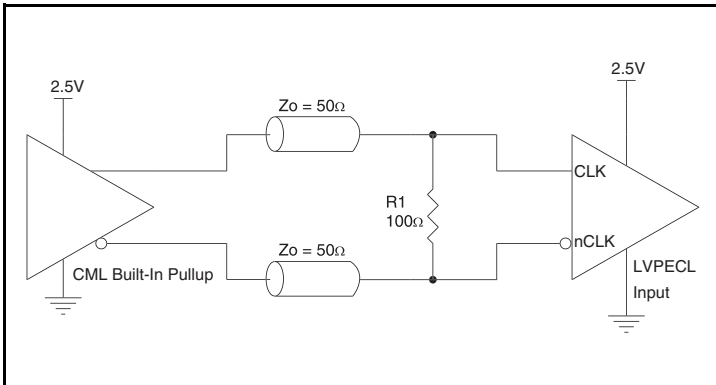 2.5V
2.5V
Zo = 50Ω
CLK
R1
100Ω
nCLK
Zo = 50Ω
CML Built-In Pullup
LVPECL
Input